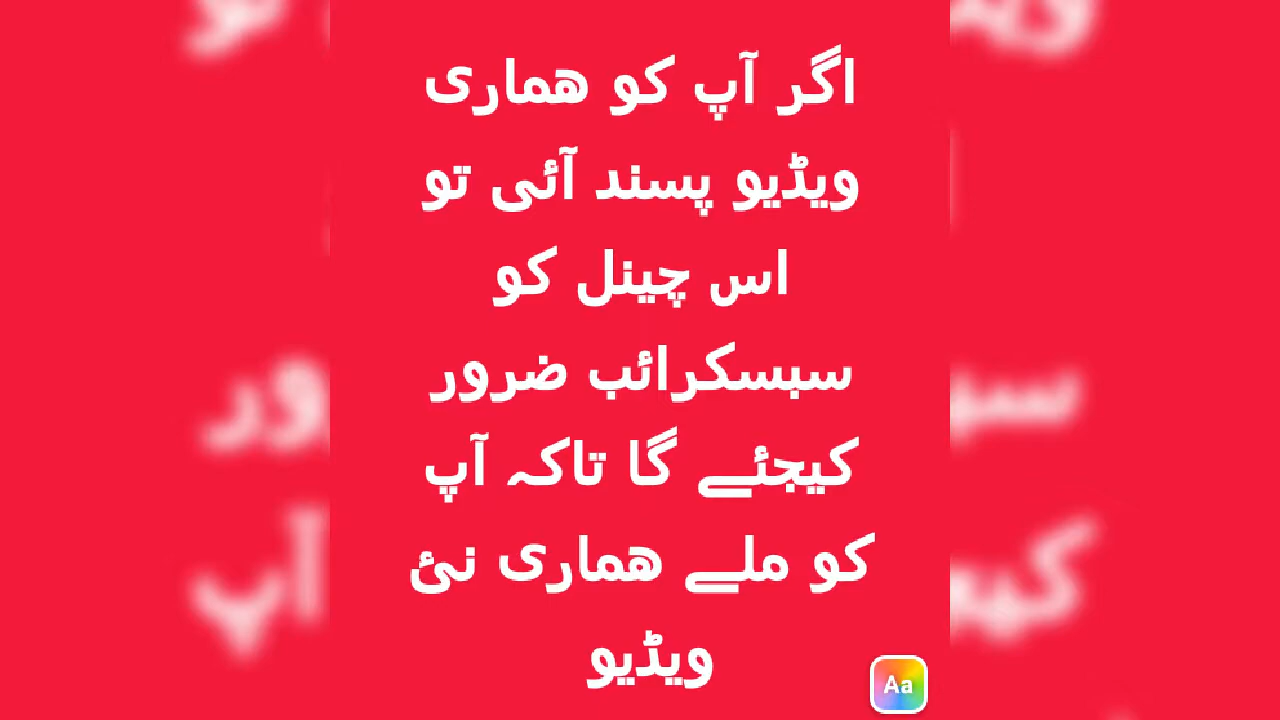 اگر آپ کو ھماری
ویڈیو پسند آئی تو
اس چینل کو
سبسکرائب ضرور
کیجئے گا تاکہ آپ
کو ملے ھماری نئ
ویڈیو
Aa